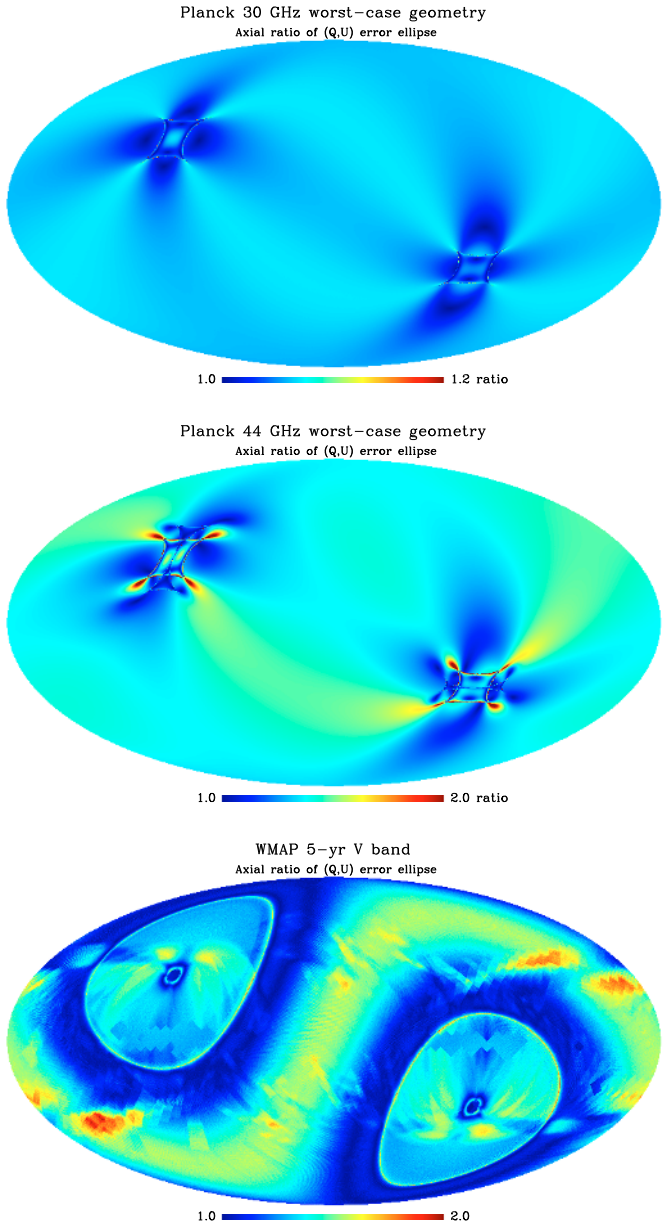 Planck 30 GHz worst-case geometry
Axial ratio of (Q,U) error ellipse
1.0 1.2 ratio
Planck 44 GHz worst-case geometry
Axial ratio of (Q,U) error ellipse
1.0 2.0 ratio
WMAP 5-yr V band
Axial ratio of (Q,U) error ellipse
1.0 2.0